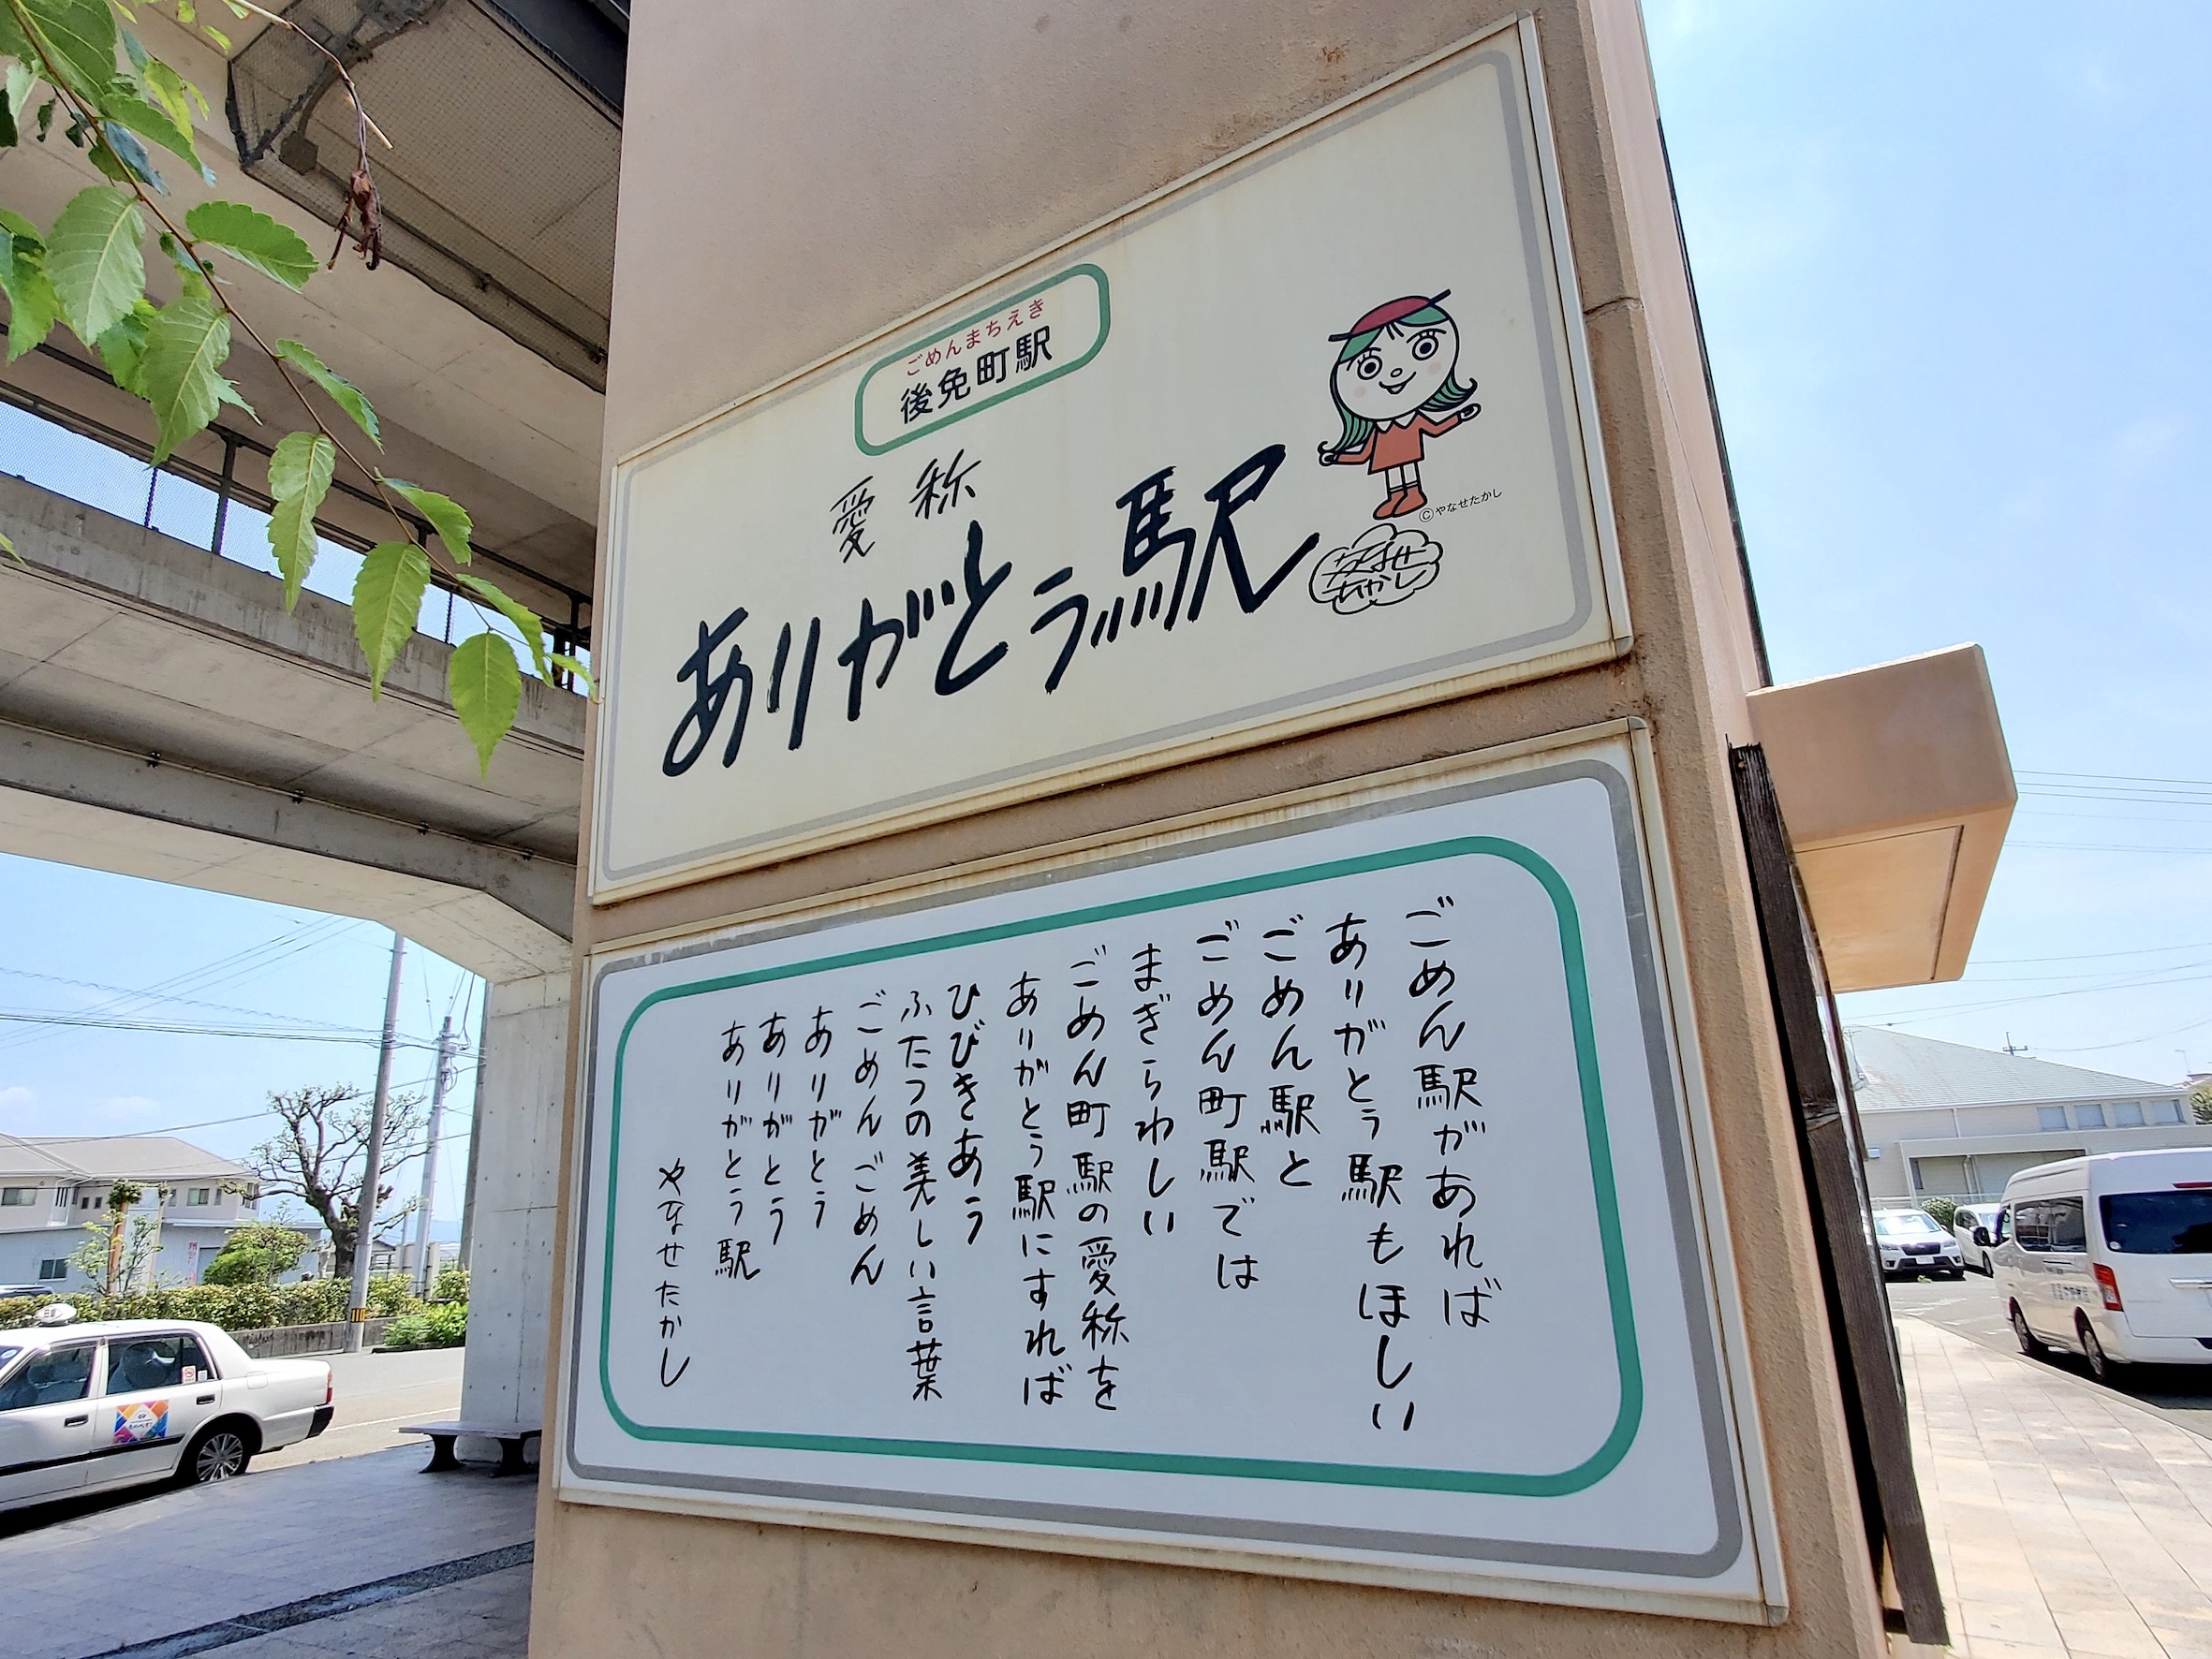 ごめんまちえき
後免町駅
愛称
ありがとう駅
©やなせたかし
やなせ
たかし
ごめん駅があれば
ありがとう駅もほしい
ごめん駅と
ごめん町駅では
まぎらわしい
ごめん町駅の愛称を
ありがとう駅にすれば
ひびきあう
ふたつの美しい言葉
ごめんごめん
ありがとう
ありがとう
ありがとう駅
やなせたかし